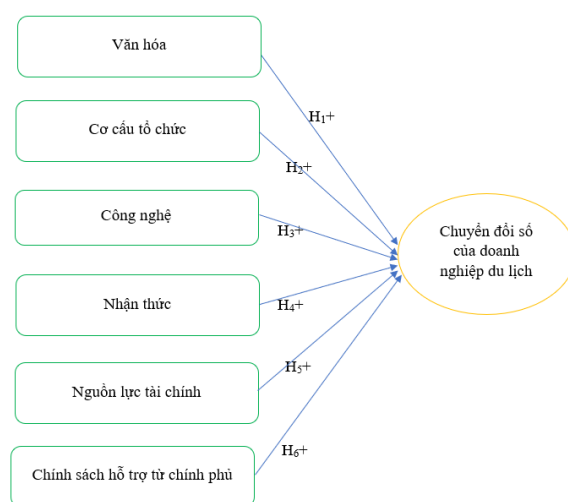 Văn hóa
H₁+
Cơ cấu tổ chức
H₂+
Công nghệ
H₃+
Chuyển đổi số
của doanh
nghiệp du lịch
Nhận thức
H₄+
Nguồn lực tài chính
H₅+
Chính sách hỗ trợ từ chính phủ
H₆+